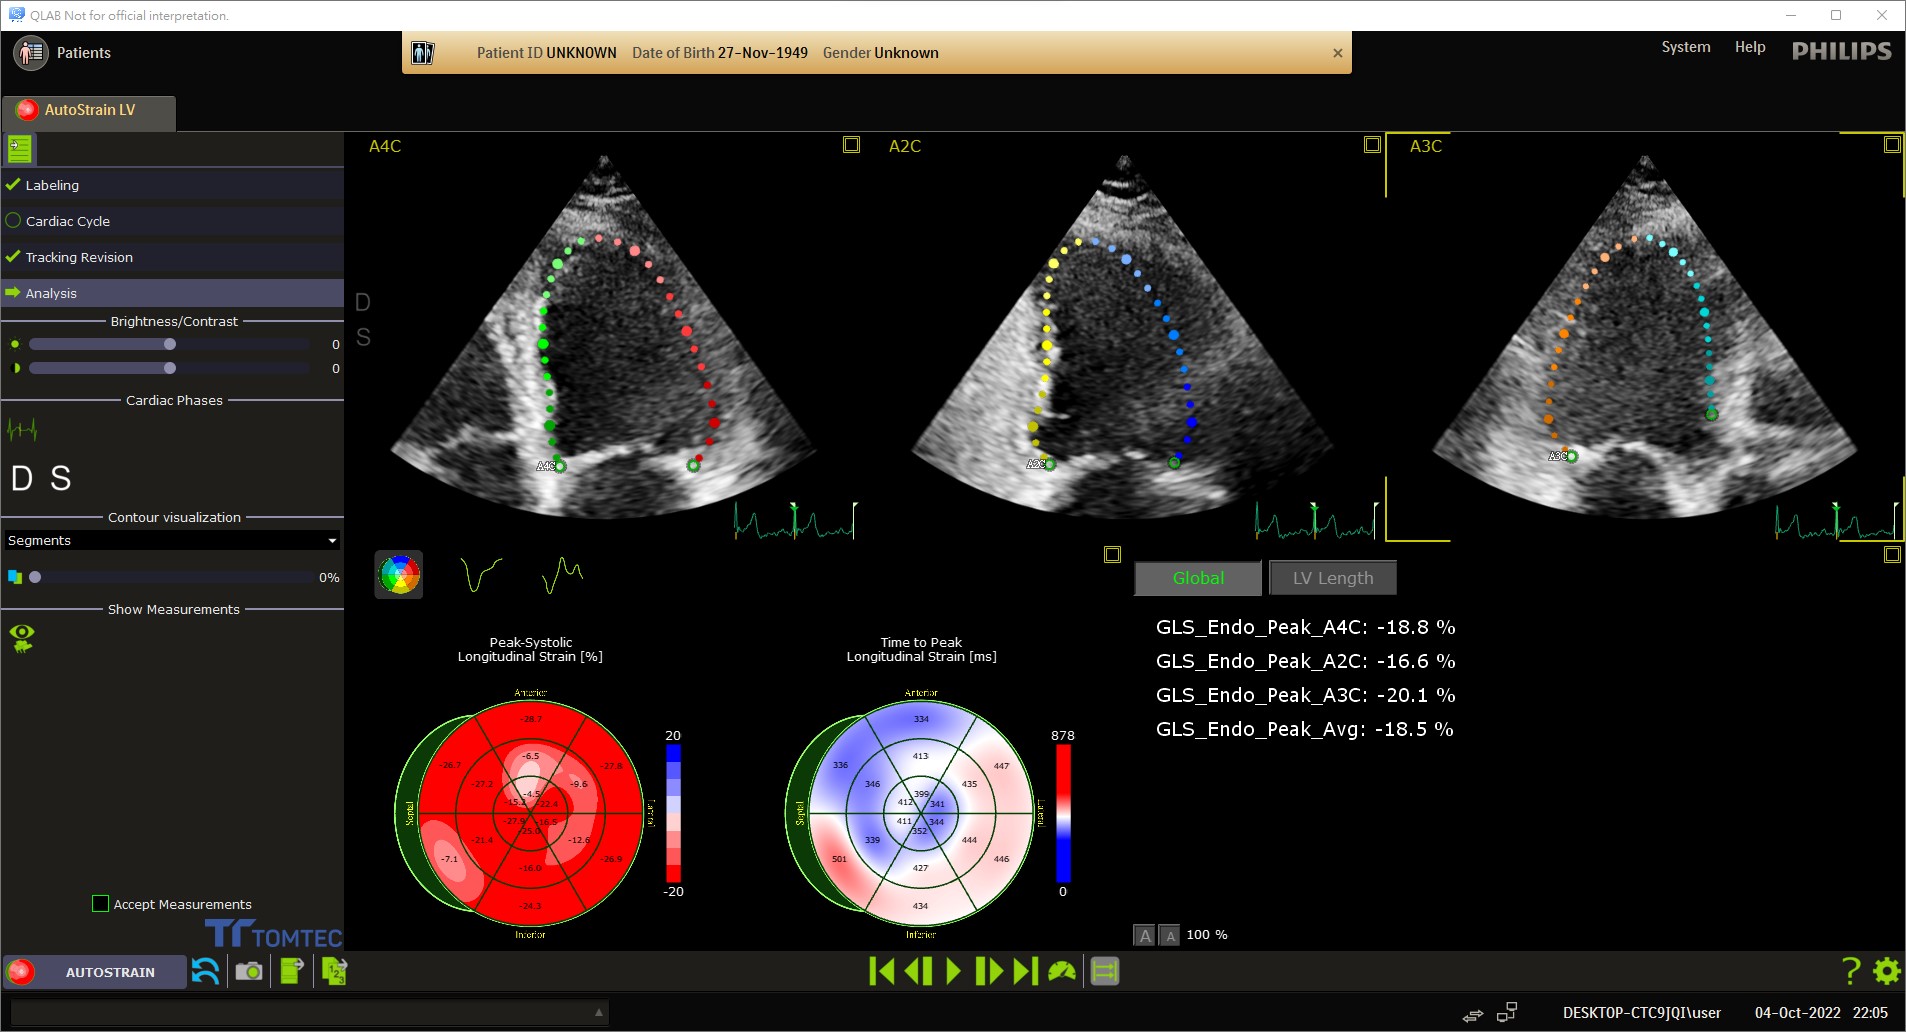 QLAB Not for official interpretation.
Patients
Patient ID UNKNOWN Date of Birth 27-Nov-1949 Gender Unknown
System Help PHILIPS
AutoStrain LV
Labeling
Cardiac Cycle
Tracking Revision
Analysis
Brightness/Contrast
0
0
Cardiac Phases
D S
Contour visualization
Segments
0%
Show Measurements
Accept Measurements
TOMTEC
A4C
A2C
A3C
D
S
A4C
A2C
A3C
Global LV Length
GLS_Endo_Peak_A4C: -18.8 %
GLS_Endo_Peak_A2C: -16.6 %
GLS_Endo_Peak_A3C: -20.1 %
GLS_Endo_Peak_Avg: -18.5 %
Peak-Systolic
Longitudinal Strain [%]
Anterior
-28.7
-26.7
-6.5
-27.8
-27.2
-9.6
-4.5
-15.2
-22.4
Septal
Lateral
-27.9
-16.5
-25.0
-21.4
-12.6
-7.1
-16.0
-26.9
-24.3
Inferior
20
-20
Time to Peak
Longitudinal Strain [ms]
Anterior
334
336
413
447
346
435
399
412
341
Septal
Lateral
411
344
352
339
444
501
427
446
434
Inferior
878
0
A A 100 %
AUTOSTRAIN
DESKTOP-CTC9JQI\user 04-Oct-2022 22:05